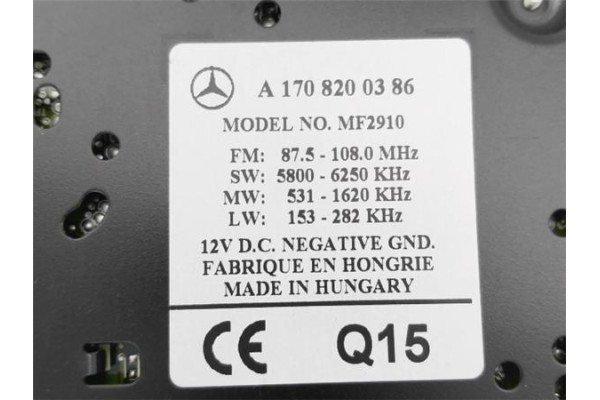 A 170 820 03 86
MODEL NO. MF2910
FM: 87.5 - 108.0 MHz
SW: 5800 - 6250 KHz
MW: 531 - 1620 KHz
LW: 153 - 282 KHz
12V D.C. NEGATIVE GND.
FABRIQUE EN HONGRIE
MADE IN HUNGARY
CE Q15